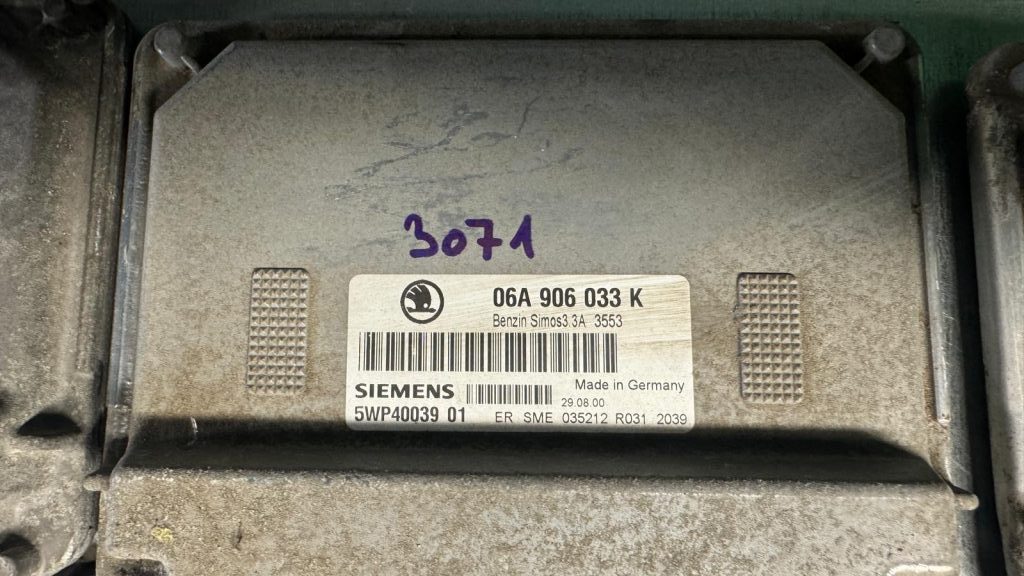 3071
06A 906 033 K
Benzin Simos3.3A 3553
SIEMENS
Made in Germany
29.08.00
5WP40039 01
ER SME 035212 R031 2039